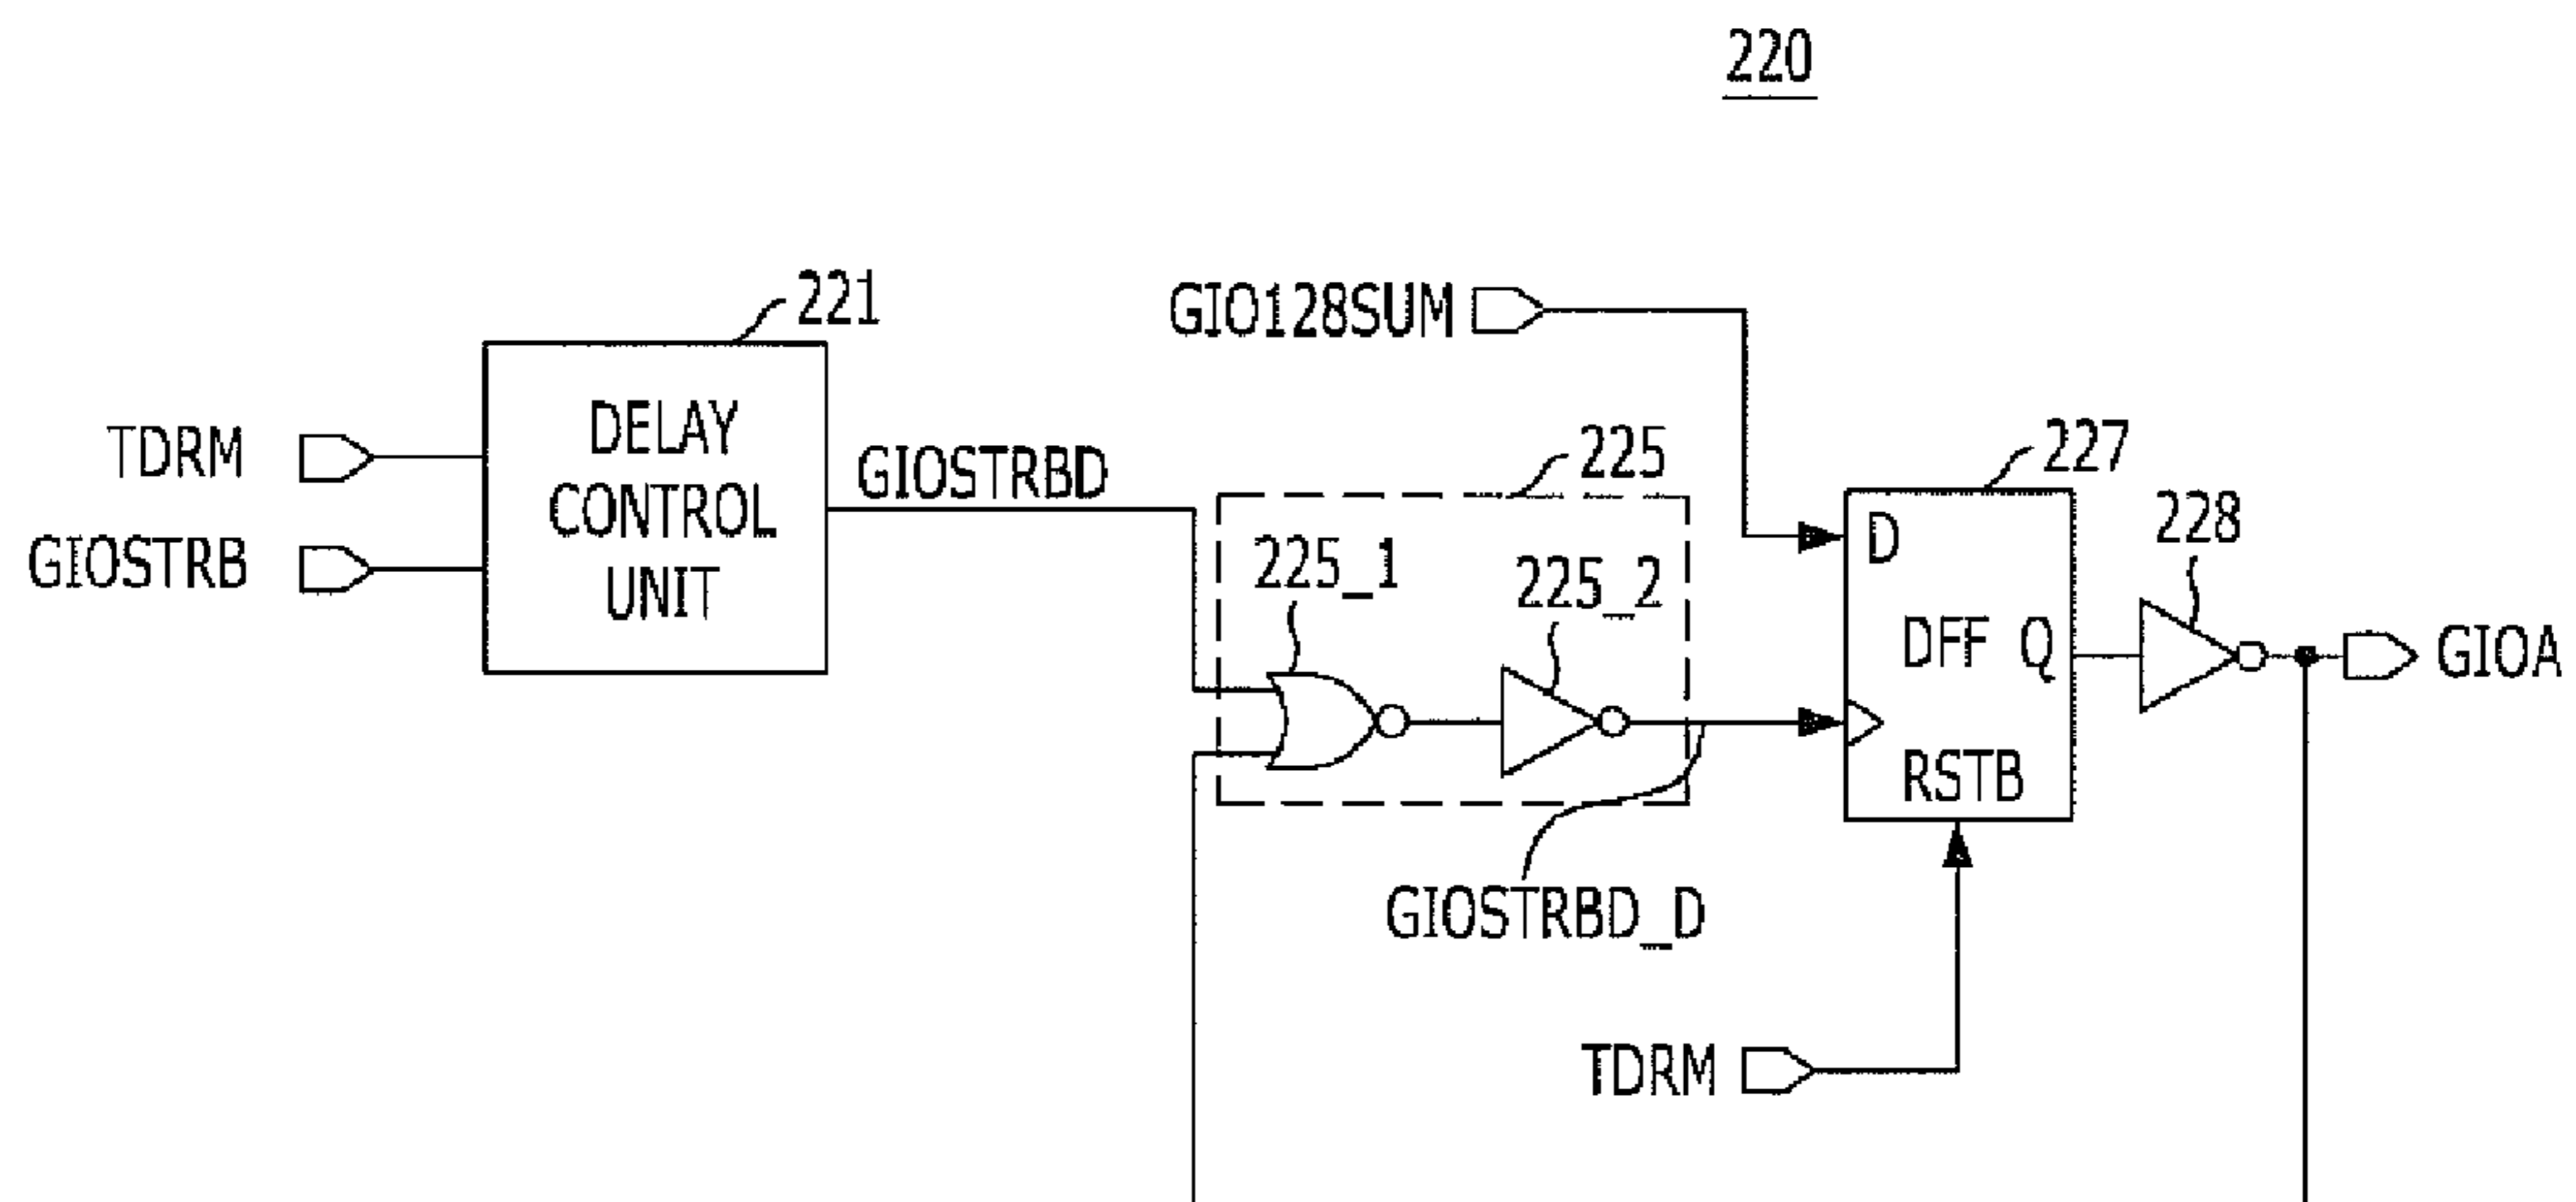 220
221
TDRM
GIOSTRB
DELAY
CONTROL
UNIT
GIOSTRBD
GIO128SUM
225
225_1
225_2
227
D
DFF Q
RSTB
228
GIOA
GIOSTRBD_D
TDRM